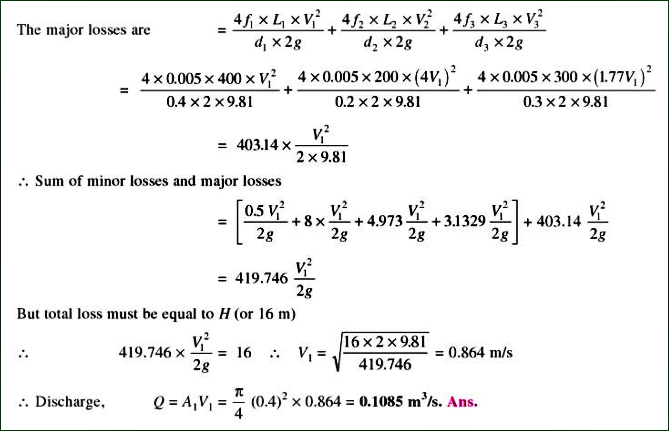 The major losses are = 4f₁ × L₁ × V₁² / d₁ × 2g + 4f₂ × L₂ × V₂² / d₂ × 2g + 4f₃ × L₃ × V₃² / d₃ × 2g
= 4 × 0.005 × 400 × V₁² / 0.4 × 2 × 9.81 + 4 × 0.005 × 200 × (4V₁)² / 0.2 × 2 × 9.81 + 4 × 0.005 × 300 × (1.77V₁)² / 0.3 × 2 × 9.81
= 403.14 × V₁² / 2 × 9.81
∴ Sum of minor losses and major losses
= [0.5 V₁² / 2g + 8 × V₁² / 2g + 4.973 V₁² / 2g + 3.1329 V₁² / 2g] + 403.14 V₁² / 2g
= 419.746 V₁² / 2g
But total loss must be equal to H (or 16 m)
∴ 419.746 × V₁² / 2g = 16 ∴ V₁ = √(16 × 2 × 9.81 / 419.746) = 0.864 m/s
∴ Discharge, Q = A₁V₁ = π / 4 (0.4)² × 0.864 = 0.1085 m³/s. Ans.